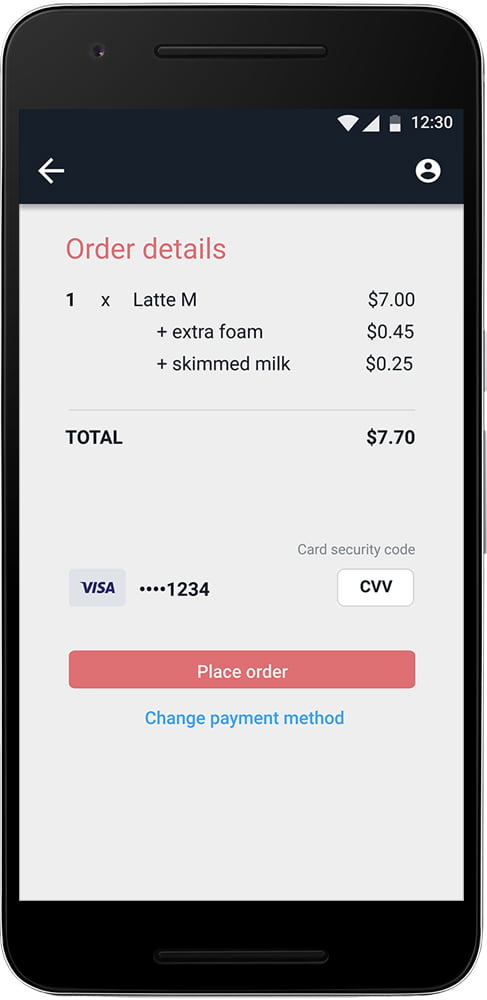 12:30
Order details
1 x Latte M $7.00
+ extra foam $0.45
+ skimmed milk $0.25
TOTAL $7.70
Card security code
VISA ••••1234 CVV
Place order
Change payment method